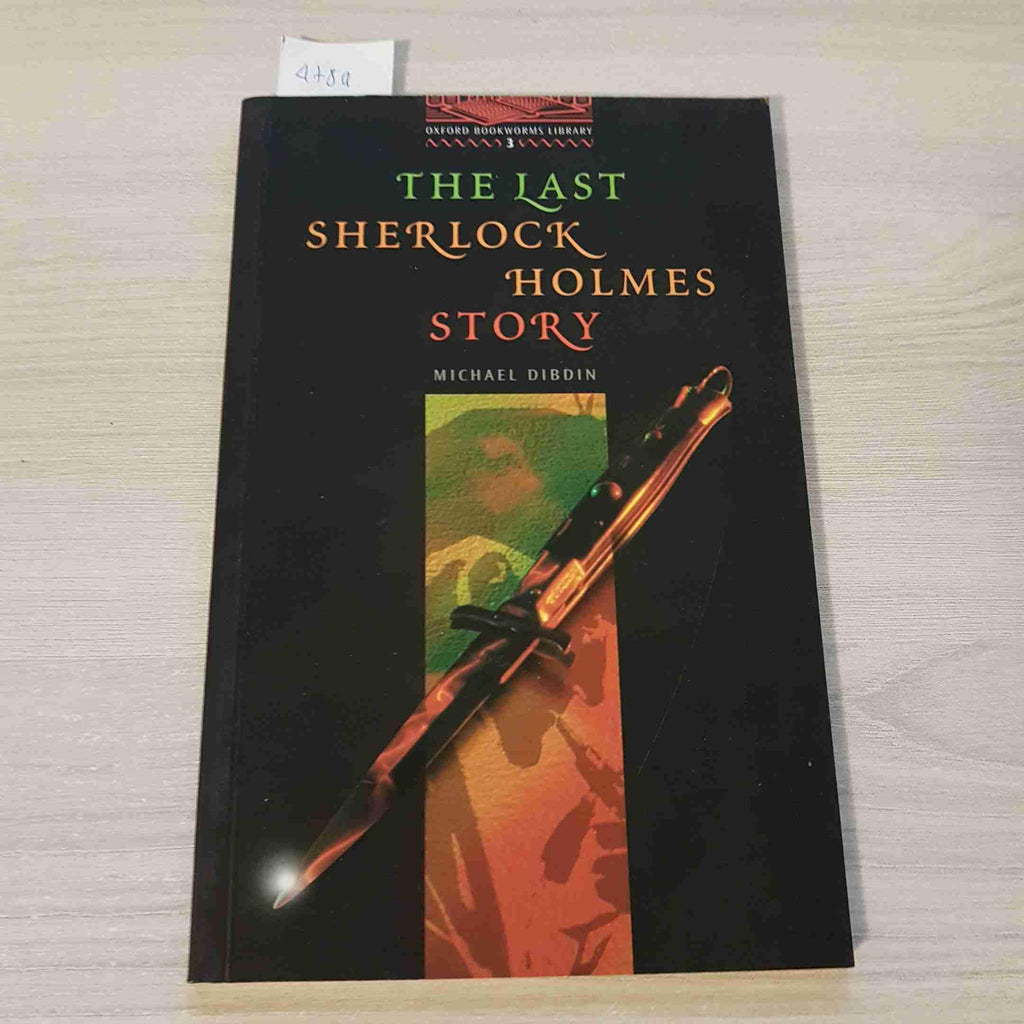 OXFORD BOOKWORMS LIBRARY
3
THE LAST
SHERLOCK
HOLMES
STORY
MICHAEL DIBDIN